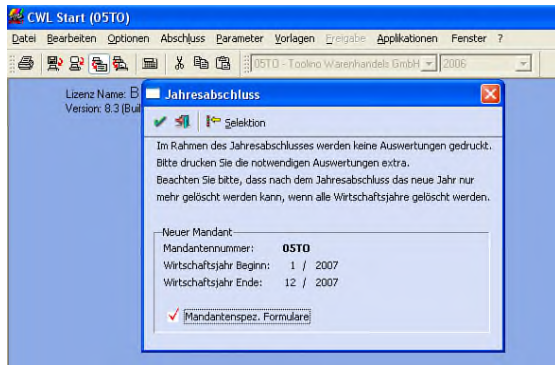 CWL Start (05TO)
Datei Bearbeiten Optionen Abschluss Parameter Vorlagen Freigabe Applikationen Fenster ?
05TO - Toolino Warenhandels GmbH 2006
Lizenz Name: B
Version: 8.3 (Buil
Jahresabschluss
Selektion
Im Rahmen des Jahresabschlusses werden keine Auswertungen gedruckt.
Bitte drucken Sie die notwendigen Auswertungen extra.
Beachten Sie bitte, dass nach dem Jahresabschluss das neue Jahr nur
mehr gelöscht werden kann, wenn alle Wirtschaftsjahre gelöscht werden.
Neuer Mandant
Mandantennummer: 05TO
Wirtschaftsjahr Beginn: 1 / 2007
Wirtschaftsjahr Ende: 12 / 2007
Mandantenspez. Formulare